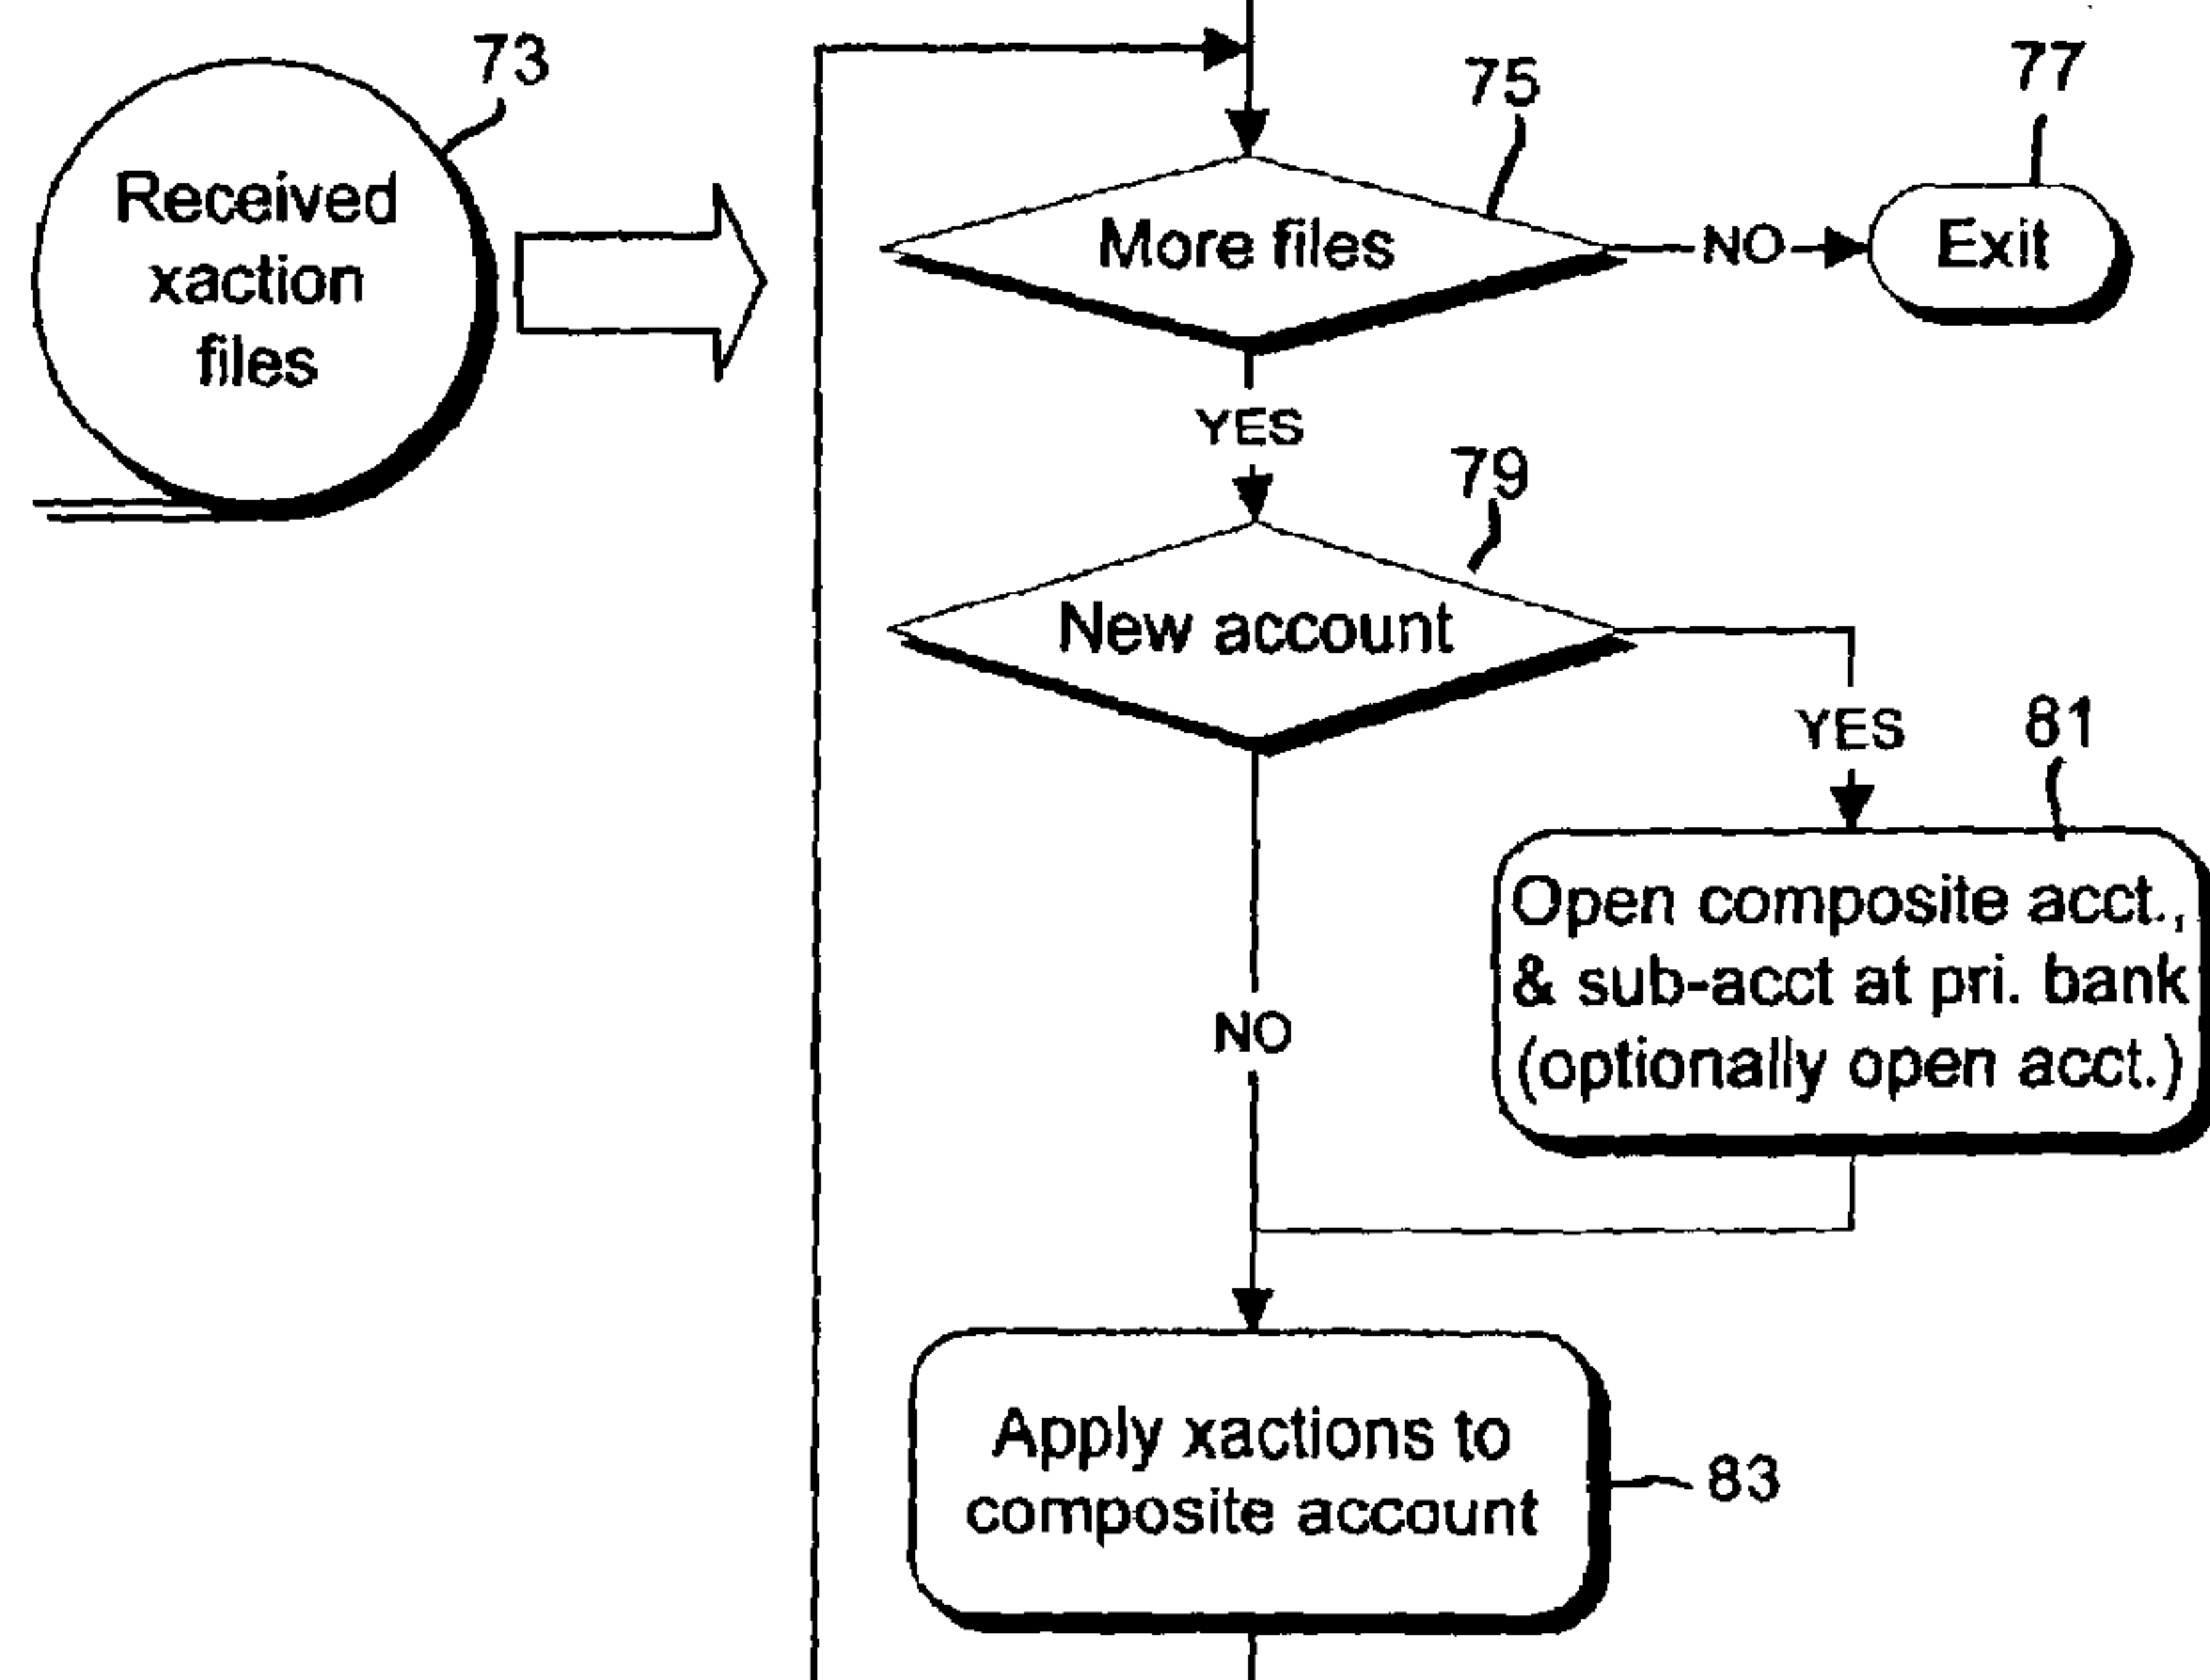 73
Received
xaction
files
75
More files
NO
77
Exit
YES
79
New account
YES
81
Open composite acct.,
& sub-acct at pri. bank
(optionally open acct.)
NO
Apply xactions to
composite account
83